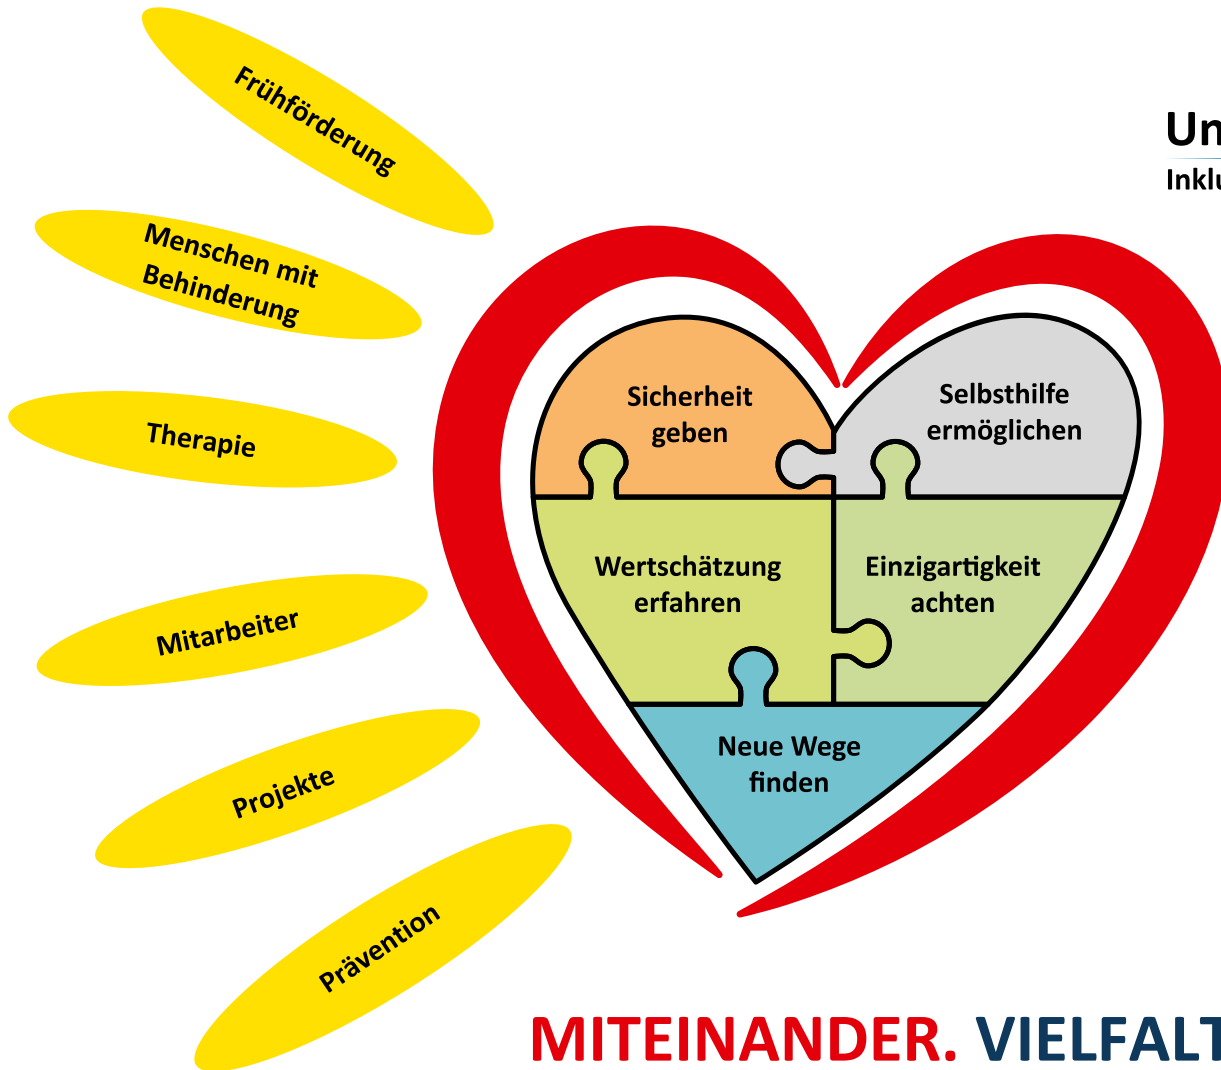 Frühförderung
Menschen mit
Behinderung
Therapie
Mitarbeiter
Projekte
Prävention
Sicherheit
geben
Selbsthilfe
ermöglichen
Wertschätzung
erfahren
Einzigartigkeit
achten
Neue Wege
finden
MITEINANDER. VIELFALT